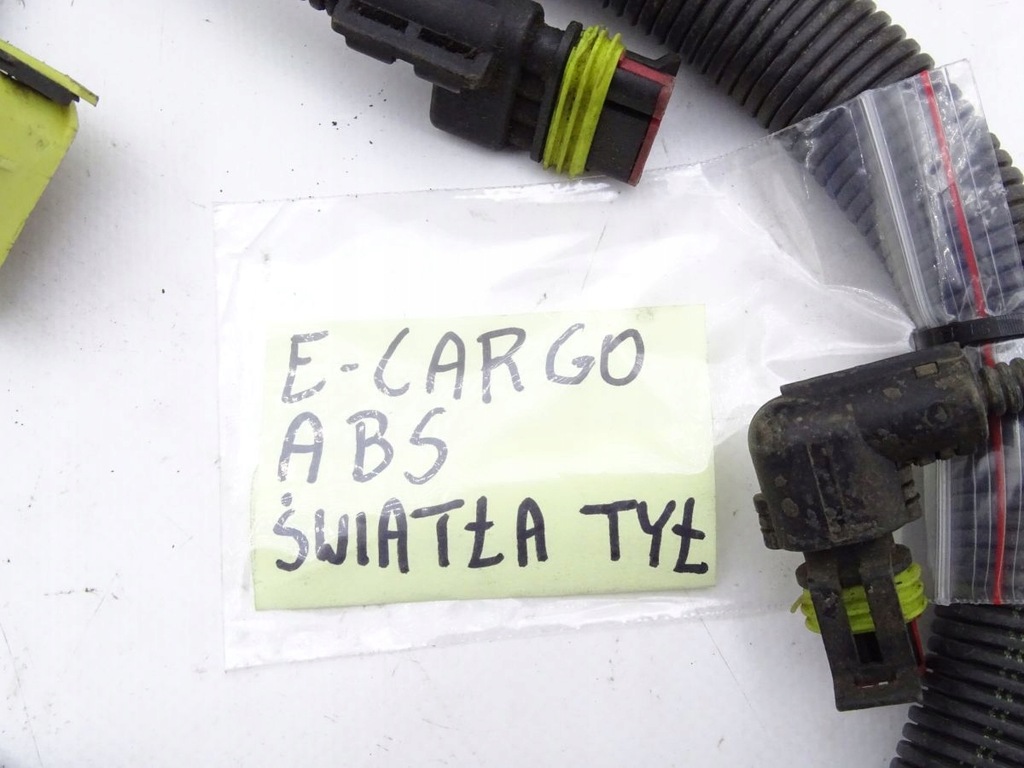 E-CARGO
ABS
ŚWIATŁA TYŁ